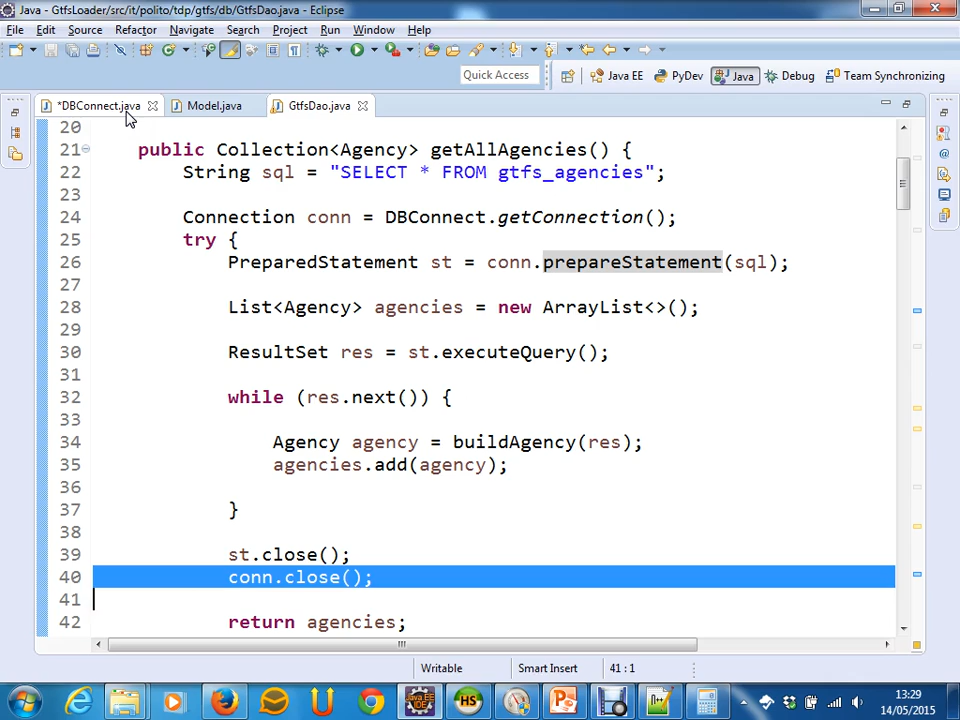 Java - GtfsLoader/src/it/polito/tdp/gtfs/db/GtfsDao.java - Eclipse
File Edit Source Refactor Navigate Search Project Run Window Help
Quick Access Java EE PyDev Java Debug Team Synchronizing
*DBConnect.java Model.java GtfsDao.java
20
21 public Collection<Agency> getAllAgencies() {
22 String sql = "SELECT * FROM gtfs_agencies";
23
24 Connection conn = DBConnect.getConnection();
25 try {
26 PreparedStatement st = conn.prepareStatement(sql);
27
28 List<Agency> agencies = new ArrayList<>();
29
30 ResultSet res = st.executeQuery();
31
32 while (res.next()) {
33
34 Agency agency = buildAgency(res);
35 agencies.add(agency);
36
37 }
38
39 st.close();
40 conn.close();
41
42 return agencies;
Writable Smart Insert 41 : 1
13:29
14/05/2015